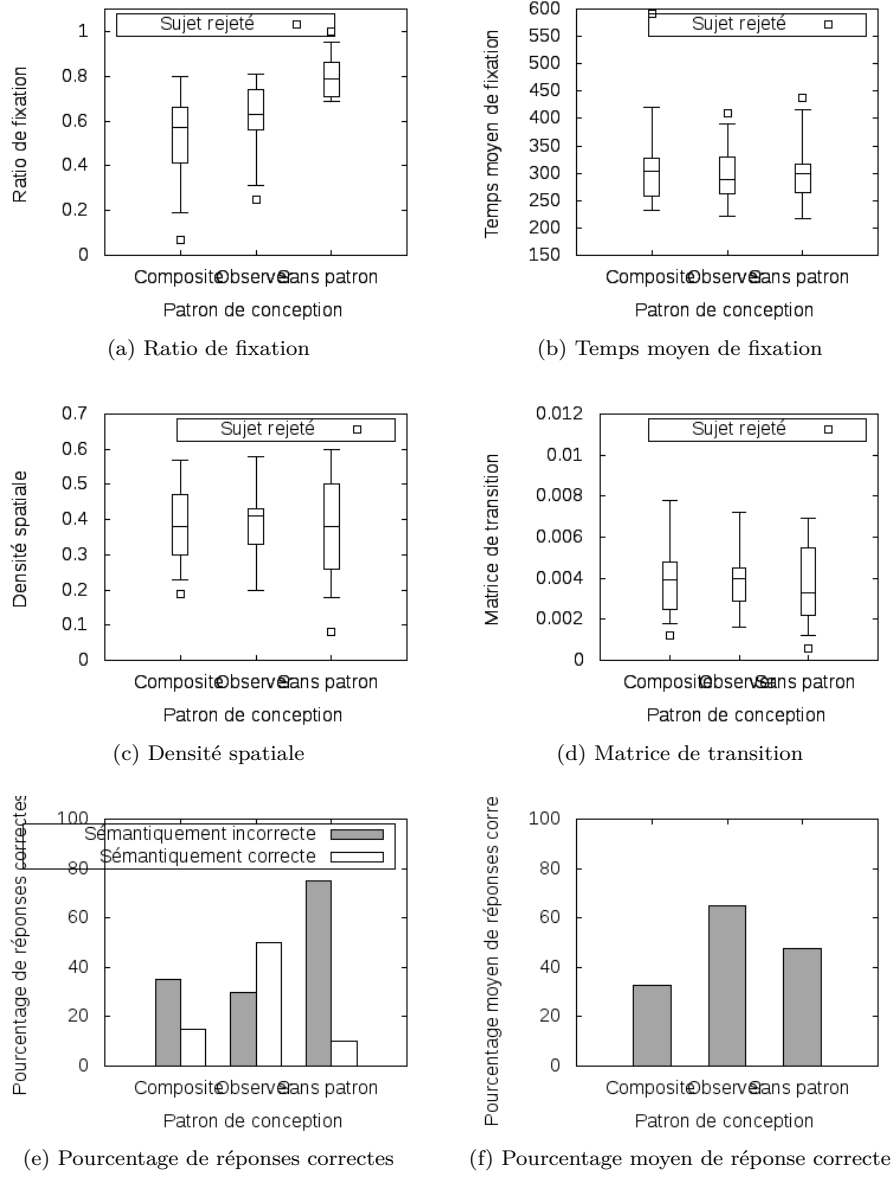 Sujet rejeté
Ratio de fixation
1
0.8
0.6
0.4
0.2
0
Composite Observer Sans patron
Patron de conception
(a) Ratio de fixation
Sujet rejeté
Temps moyen de fixation
600
550
500
450
400
350
300
250
200
150
Composite Observer Sans patron
Patron de conception
(b) Temps moyen de fixation
Sujet rejeté
Densité spatiale
0.7
0.6
0.5
0.4
0.3
0.2
0.1
0
Composite Observer Sans patron
Patron de conception
(c) Densité spatiale
Sujet rejeté
Matrice de transition
0.012
0.01
0.008
0.006
0.004
0.002
0
Composite Observer Sans patron
Patron de conception
(d) Matrice de transition
Sémantiquement incorrecte
Sémantiquement correcte
Pourcentage de réponses correctes
100
80
60
40
20
0
Composite Observer Sans patron
Patron de conception
(e) Pourcentage de réponses correctes
Pourcentage moyen de réponses corre
100
80
60
40
20
0
Composite Observer Sans patron
Patron de conception
(f) Pourcentage moyen de réponse correcte